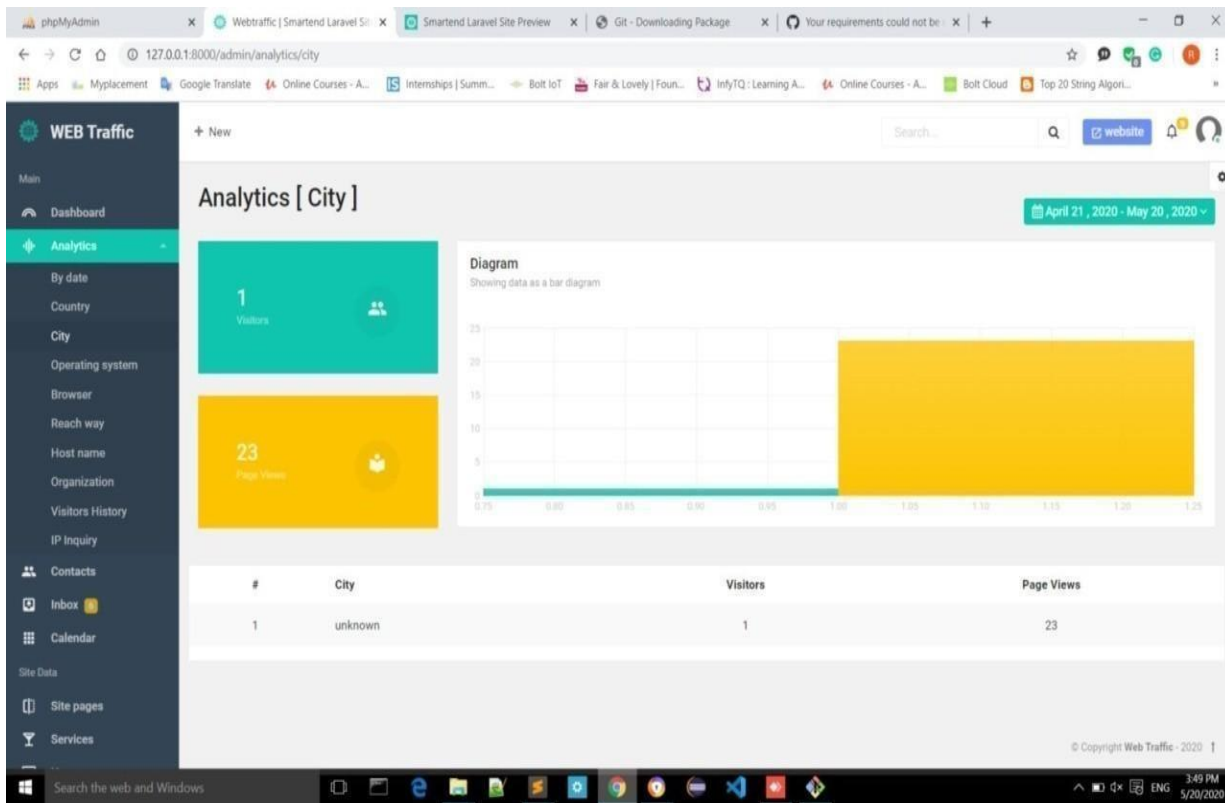 phpMyAdmin
Webtraffic | Smartend Laravel Sit
Smartend Laravel Site Preview
Git - Downloading Package
Your requirements could not be
127.0.0.1:8000/admin/analytics/city
Apps
Myplacement
Google Translate
Online Courses - A...
Internships | Summ...
Bolt IoT
Fair & Lovely | Foun...
InfyTQ : Learning A...
Online Courses - A...
Bolt Cloud
Top 20 String Algori...
WEB Traffic
+ New
Search...
website
Main
Dashboard
Analytics
By date
Country
City
Operating system
Browser
Reach way
Host name
Organization
Visitors History
IP Inquiry
Contacts
Inbox
Calendar
Site Data
Site pages
Services
Analytics [ City ]
April 21 , 2020 - May 20 , 2020
1
Visitors
23
Page Views
Diagram
Showing data as a bar diagram
25
20
15
10
5
0
0.75 0.80 0.85 0.90 0.95 1.00 1.05 1.10 1.15 1.20 1.25
# City Visitors Page Views
1 unknown 1 23
© Copyright Web Traffic - 2020
Search the web and Windows
ENG
3:49 PM
5/20/2020